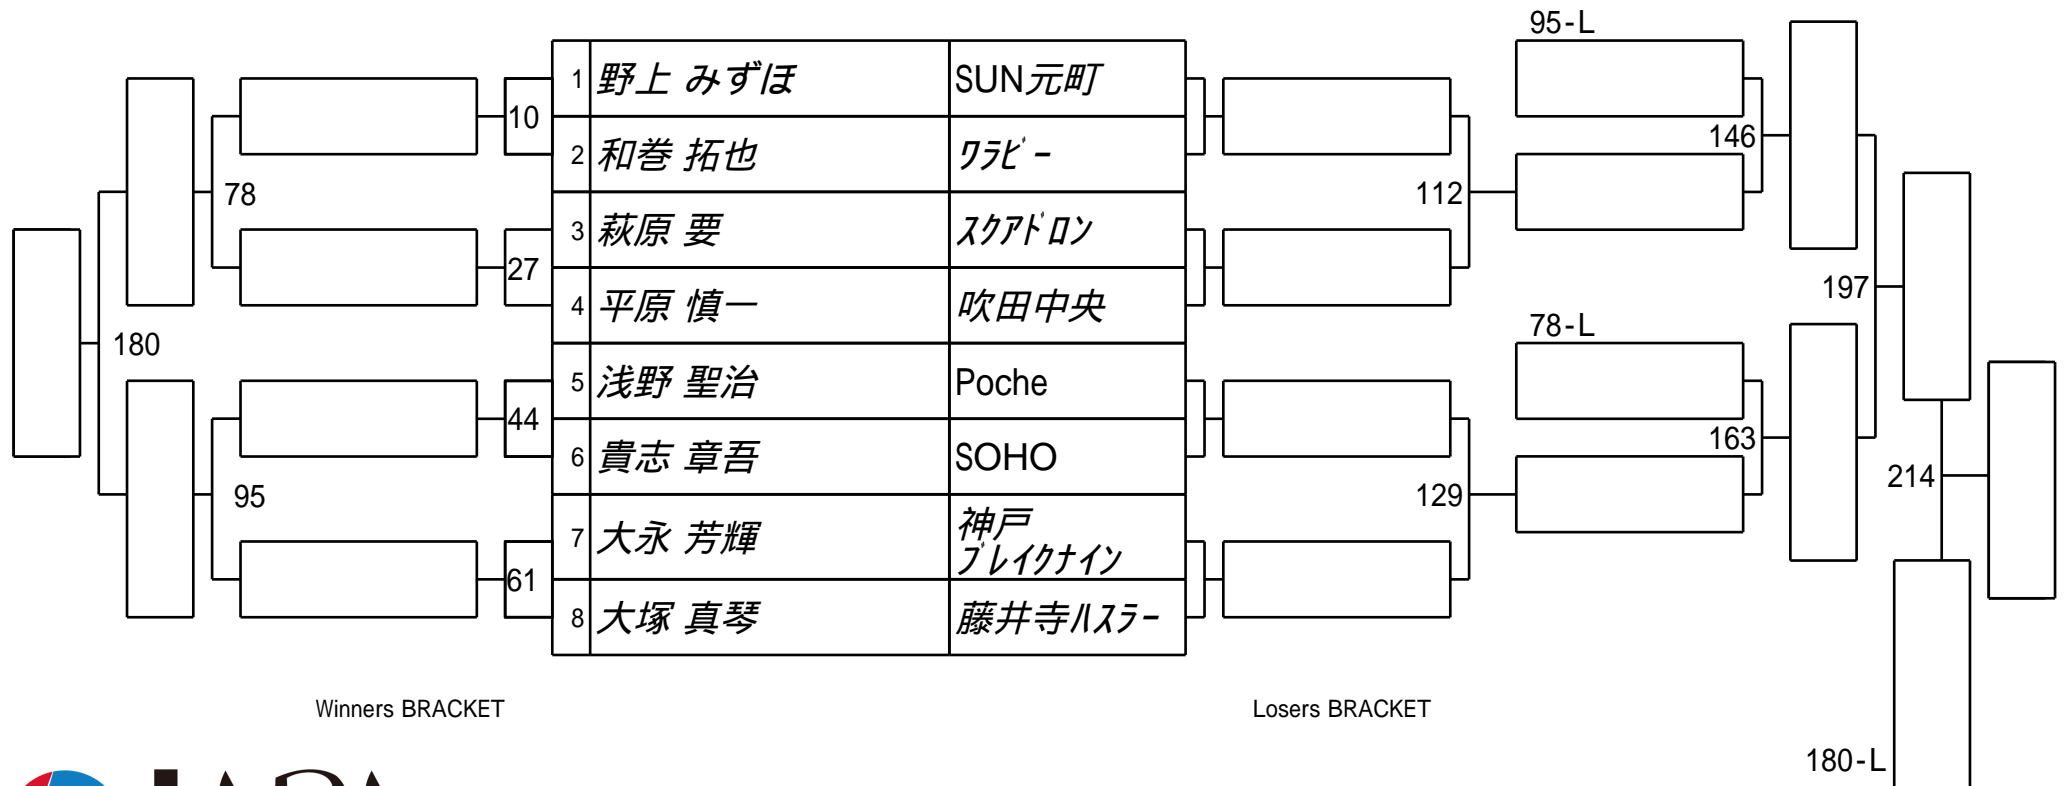 95-L
1 野上 みずほ SUN元町
10
146
2 和巻 拓也 ﾜﾗﾋﾞｰ
78
112
3 萩原 要 ｽｸｱﾄﾞﾛﾝ
27
197
4 平原 慎一 吹田中央
78-L
180
5 浅野 聖治 Poche
44
163
6 貴志 章吾 SOHO
214
95
129
7 大永 芳輝 神戸
ﾌﾞﾚｲｸﾅｲﾝ
61
8 大塚 真琴 藤井寺ﾊｽﾗｰ
Winners BRACKET
Losers BRACKET
180-L